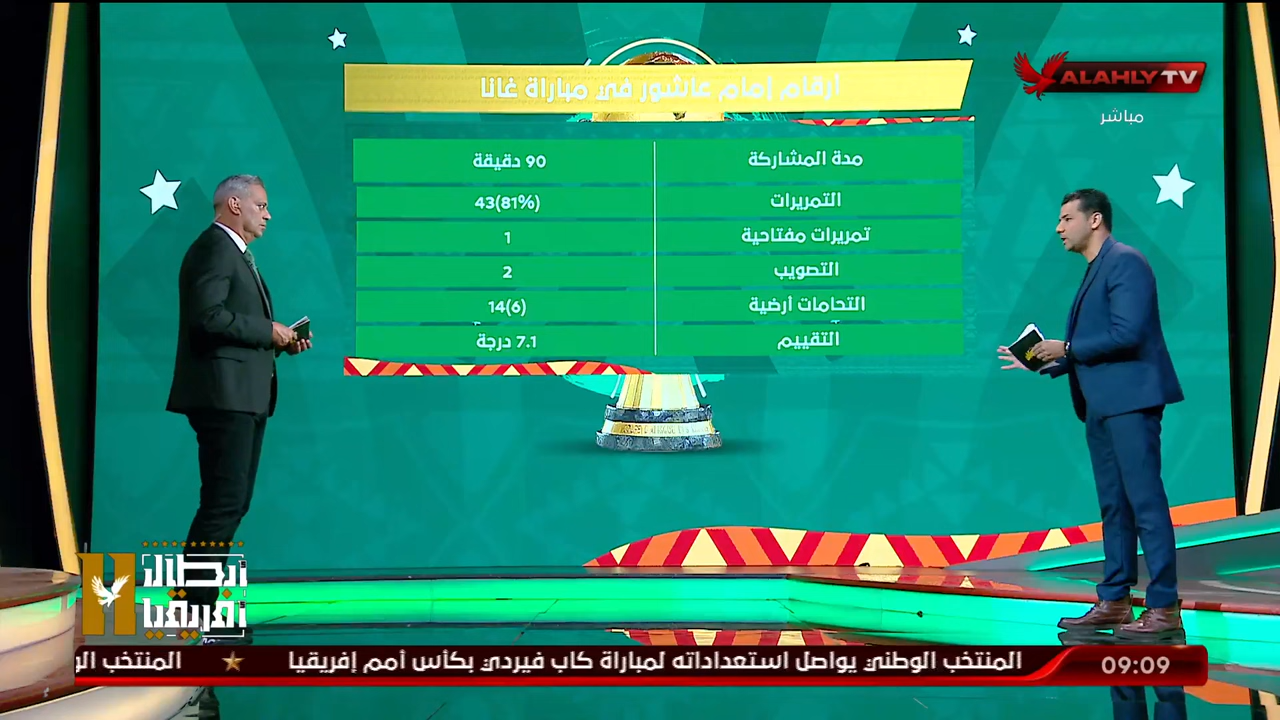 ALAHLY TV
مباشر
أرقام إمام عاشور في مباراة غانا
مدة المشاركة 90 دقيقة
التمريرات 43(81%)
تمريرات مفتاحية 1
التصويب 2
التحامات أرضية 14(6)
التقييم 7.1 درجة
أبطال
أفريقيا
09:09 المنتخب الوطني يواصل استعداداته لمباراة كاب فيردي بكأس أمم إفريقيا ★ المنتخب